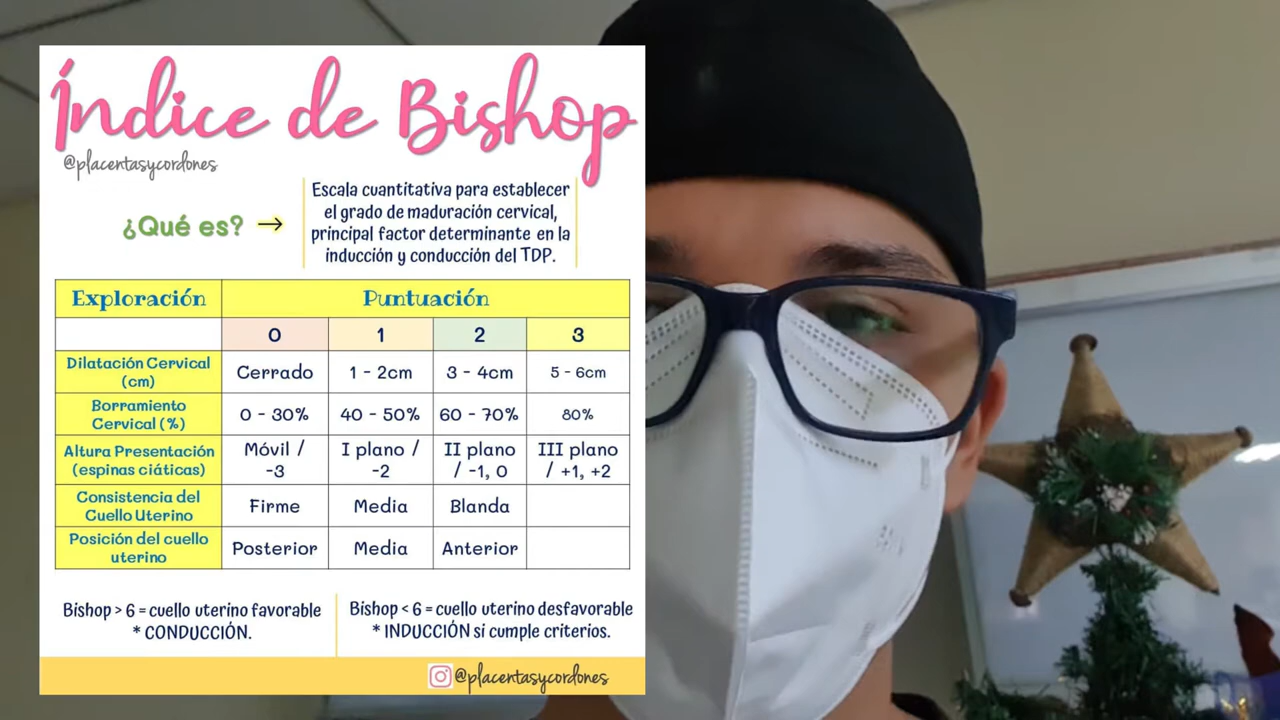 Índice de Bishop
@placentasycordones
¿Qué es? →
Escala cuantitativa para establecer
el grado de maduración cervical,
principal factor determinante en la
inducción y conducción del TDP.
Exploración Puntuación
0 1 2 3
Dilatación Cervical
(cm)
Cerrado 1 - 2cm 3 - 4cm 5 - 6cm
Borramiento
Cervical (%)
0 - 30% 40 - 50% 60 - 70% 80%
Altura Presentación
(espinas ciáticas)
Móvil /
-3
I plano /
-2
II plano
/ -1, 0
III plano
/ +1, +2
Consistencia del
Cuello Uterino
Firme Media Blanda
Posición del cuello
uterino
Posterior Media Anterior
Bishop > 6 = cuello uterino favorable
* CONDUCCIÓN.
Bishop < 6 = cuello uterino desfavorable
* INDUCCIÓN si cumple criterios.
@placentasycordones